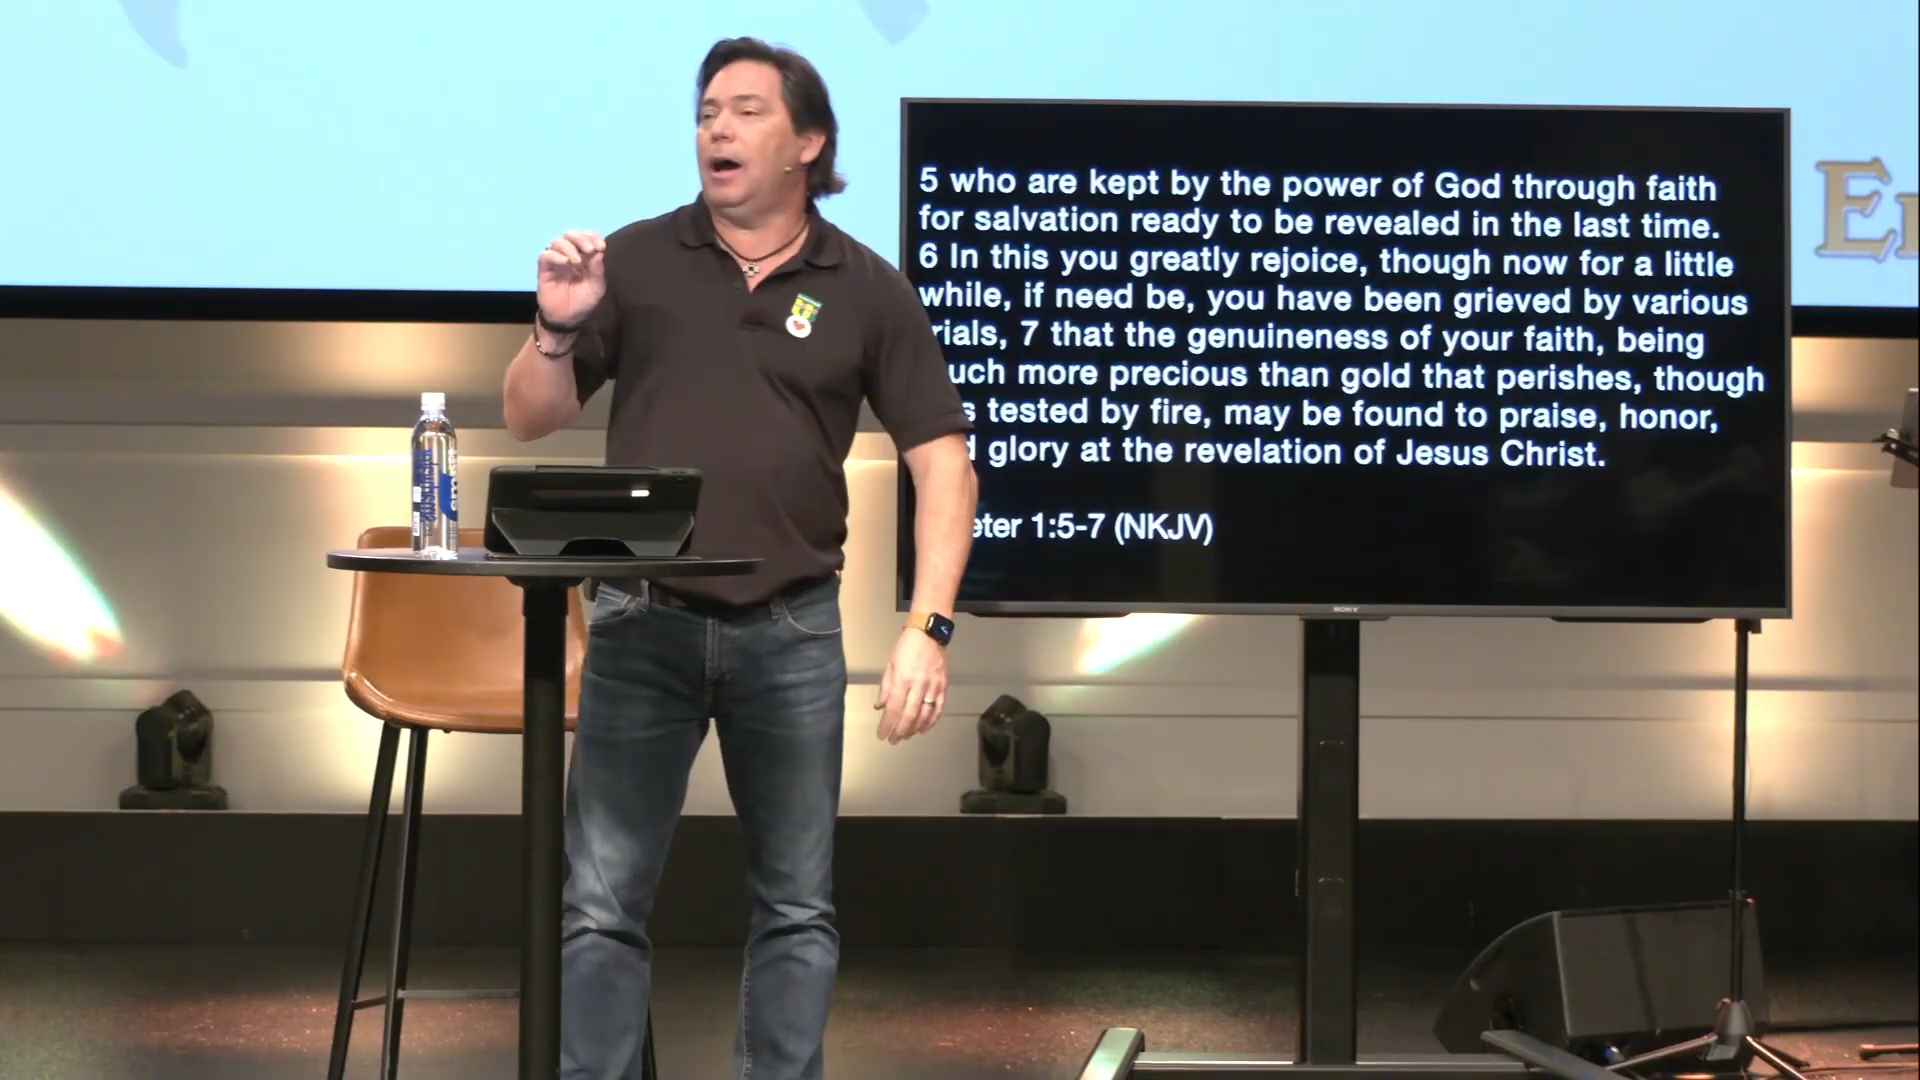 5 who are kept by the power of God through faith
for salvation ready to be revealed in the last time.
6 In this you greatly rejoice, though now for a little
while, if need be, you have been grieved by various
rials, 7 that the genuineness of your faith, being
uch more precious than gold that perishes, though
s tested by fire, may be found to praise, honor,
d glory at the revelation of Jesus Christ.
eter 1:5-7 (NKJV)
SONY